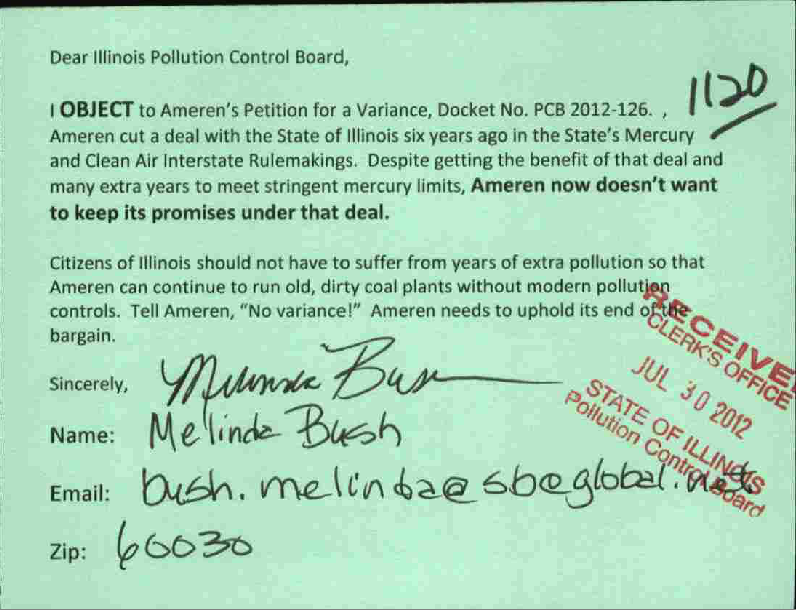 Dear Illinois Pollution Control Board,
1120
I OBJECT to Ameren's Petition for a Variance, Docket No. PCB 2012-126. ,
Ameren cut a deal with the State of Illinois six years ago in the State's Mercury
and Clean Air Interstate Rulemakings. Despite getting the benefit of that deal and
many extra years to meet stringent mercury limits, Ameren now doesn't want
to keep its promises under that deal.
Citizens of Illinois should not have to suffer from years of extra pollution so that
Ameren can continue to run old, dirty coal plants without modern pollution
controls. Tell Ameren, "No variance!" Ameren needs to uphold its end of the
bargain.
RECEIVE
CLERK'S OFFICE
JUL 30 2012
STATE OF ILLINOIS
Pollution Control Board
Sincerely, Melinda Bush
Name: Melinda Bush
Email: bush.melinda@sbcglobal.net
Zip: 60030